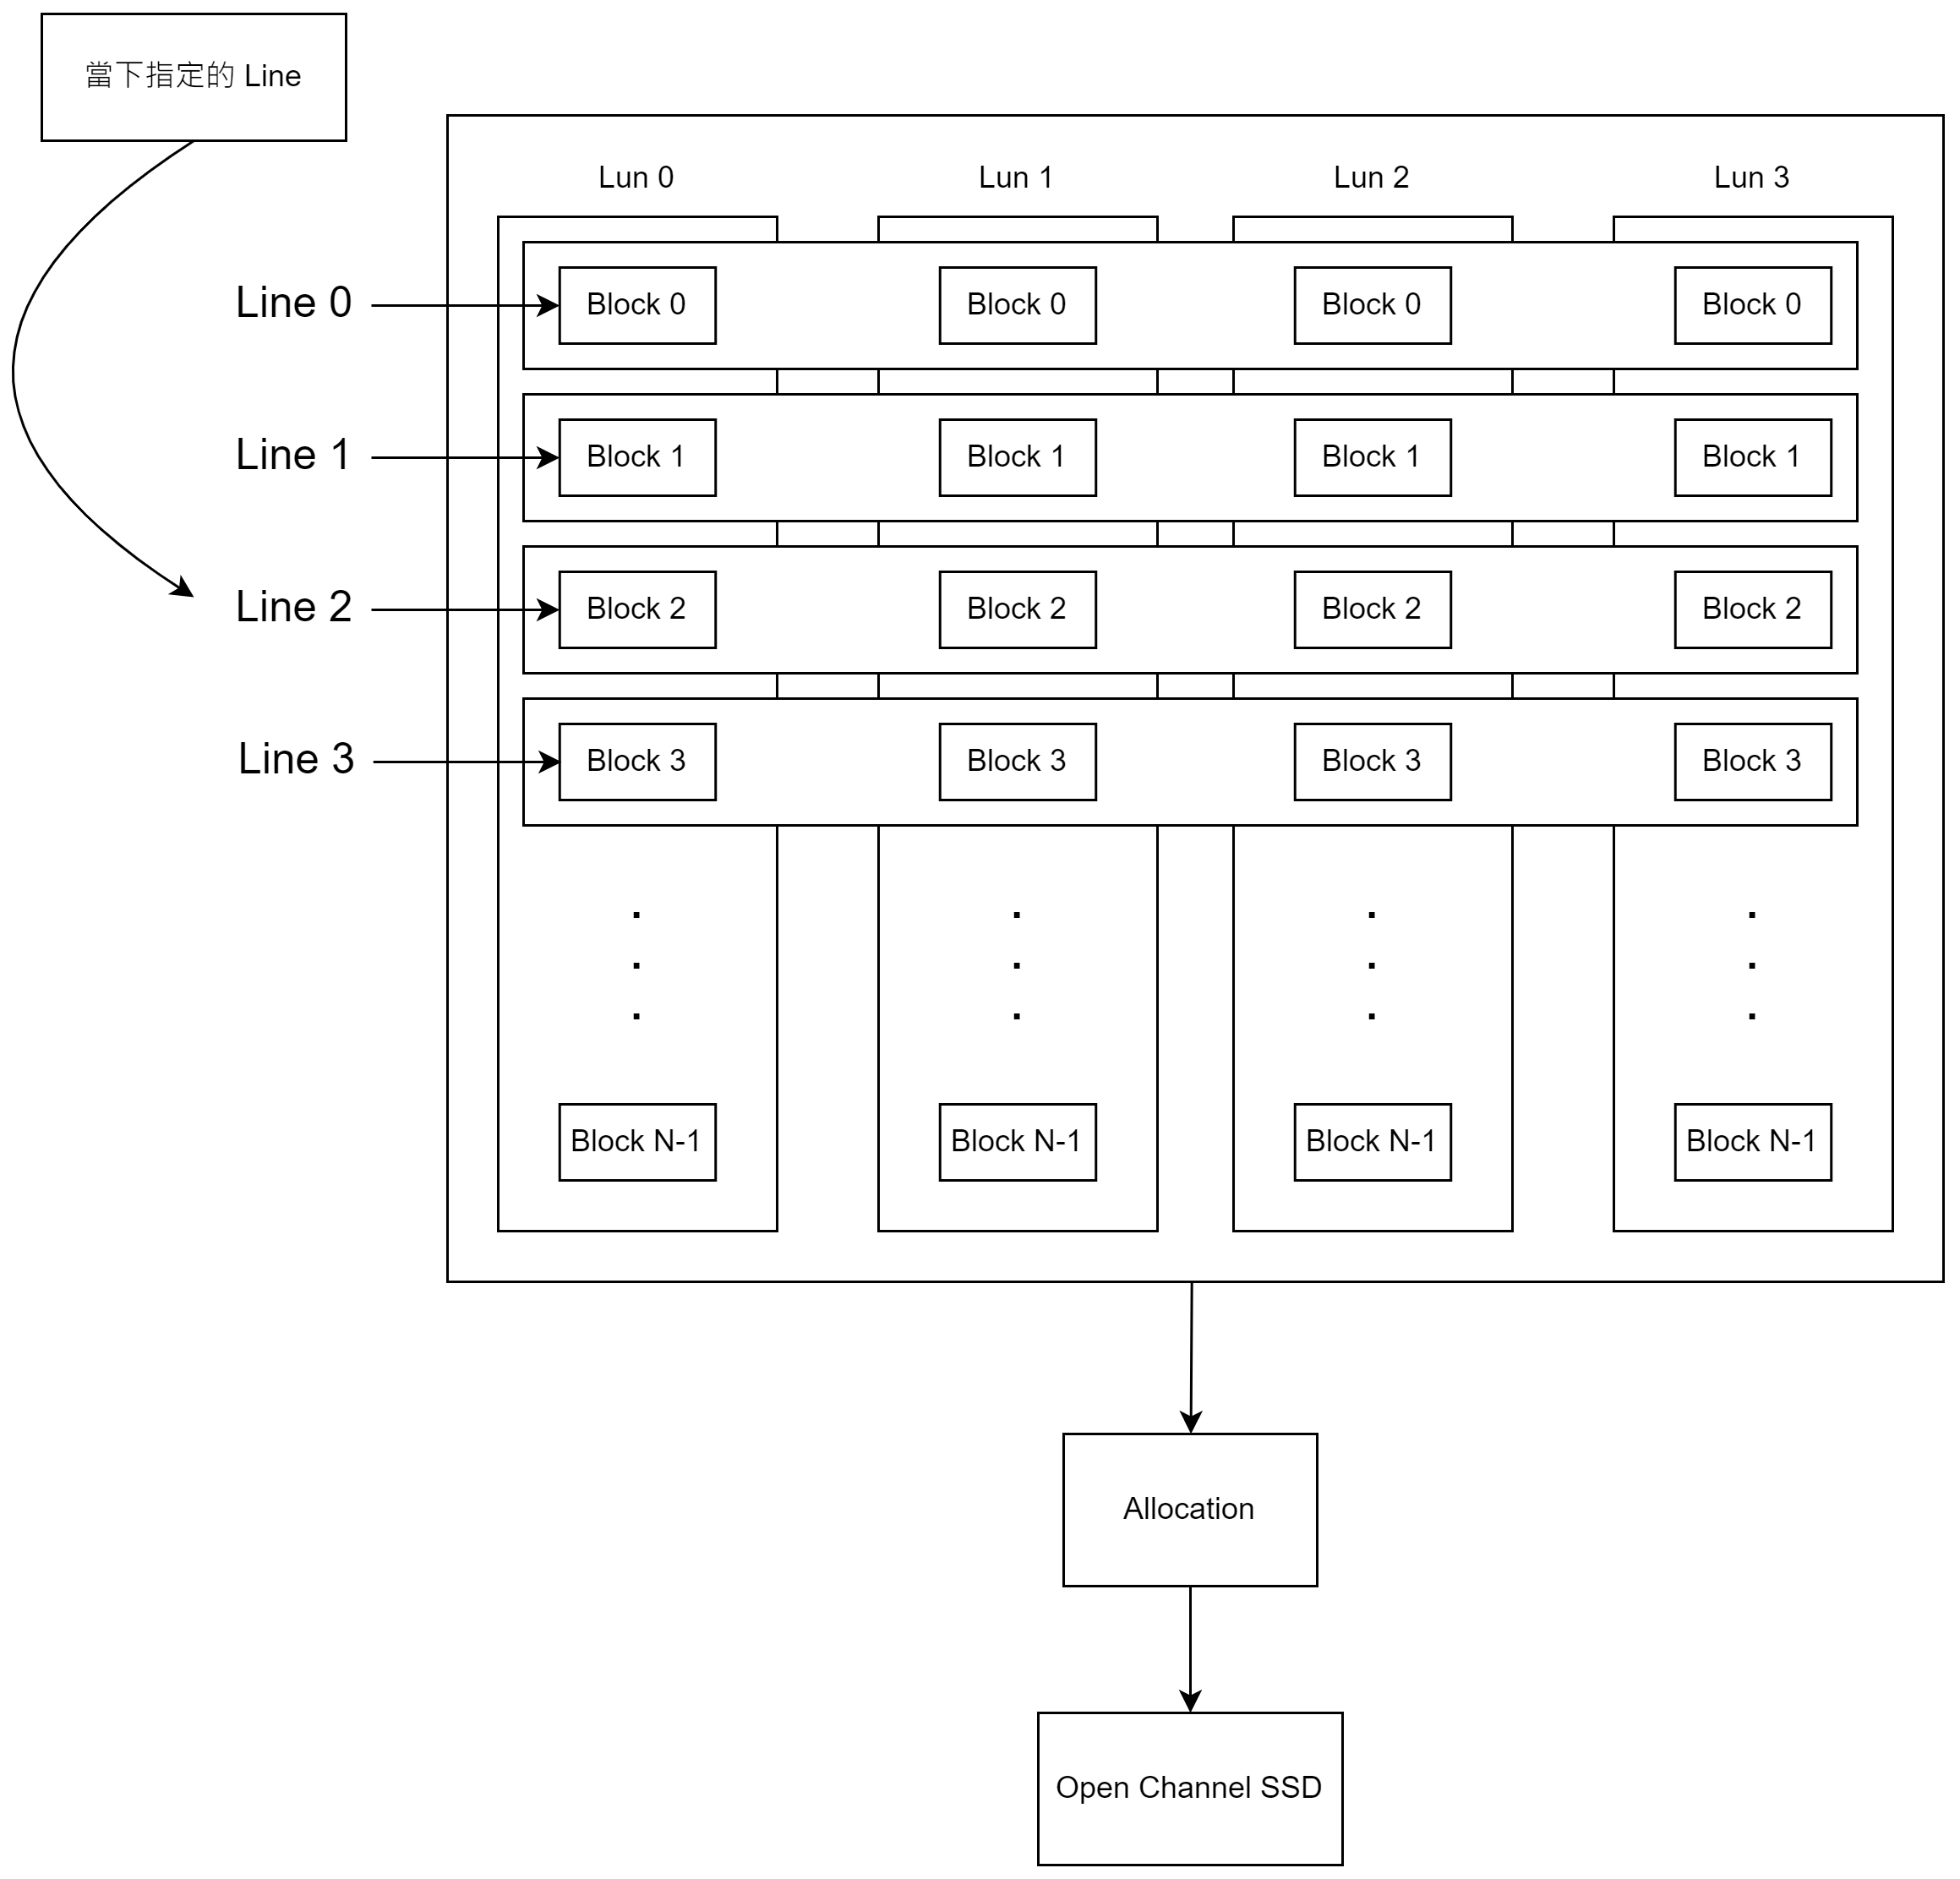 當下指定的 Line
Lun 0 Lun 1 Lun 2 Lun 3
Line 0 Block 0 Block 0 Block 0 Block 0
Line 1 Block 1 Block 1 Block 1 Block 1
Line 2 Block 2 Block 2 Block 2 Block 2
Line 3 Block 3 Block 3 Block 3 Block 3
. . . .
. . . .
. . . .
Block N-1 Block N-1 Block N-1 Block N-1
Allocation
Open Channel SSD